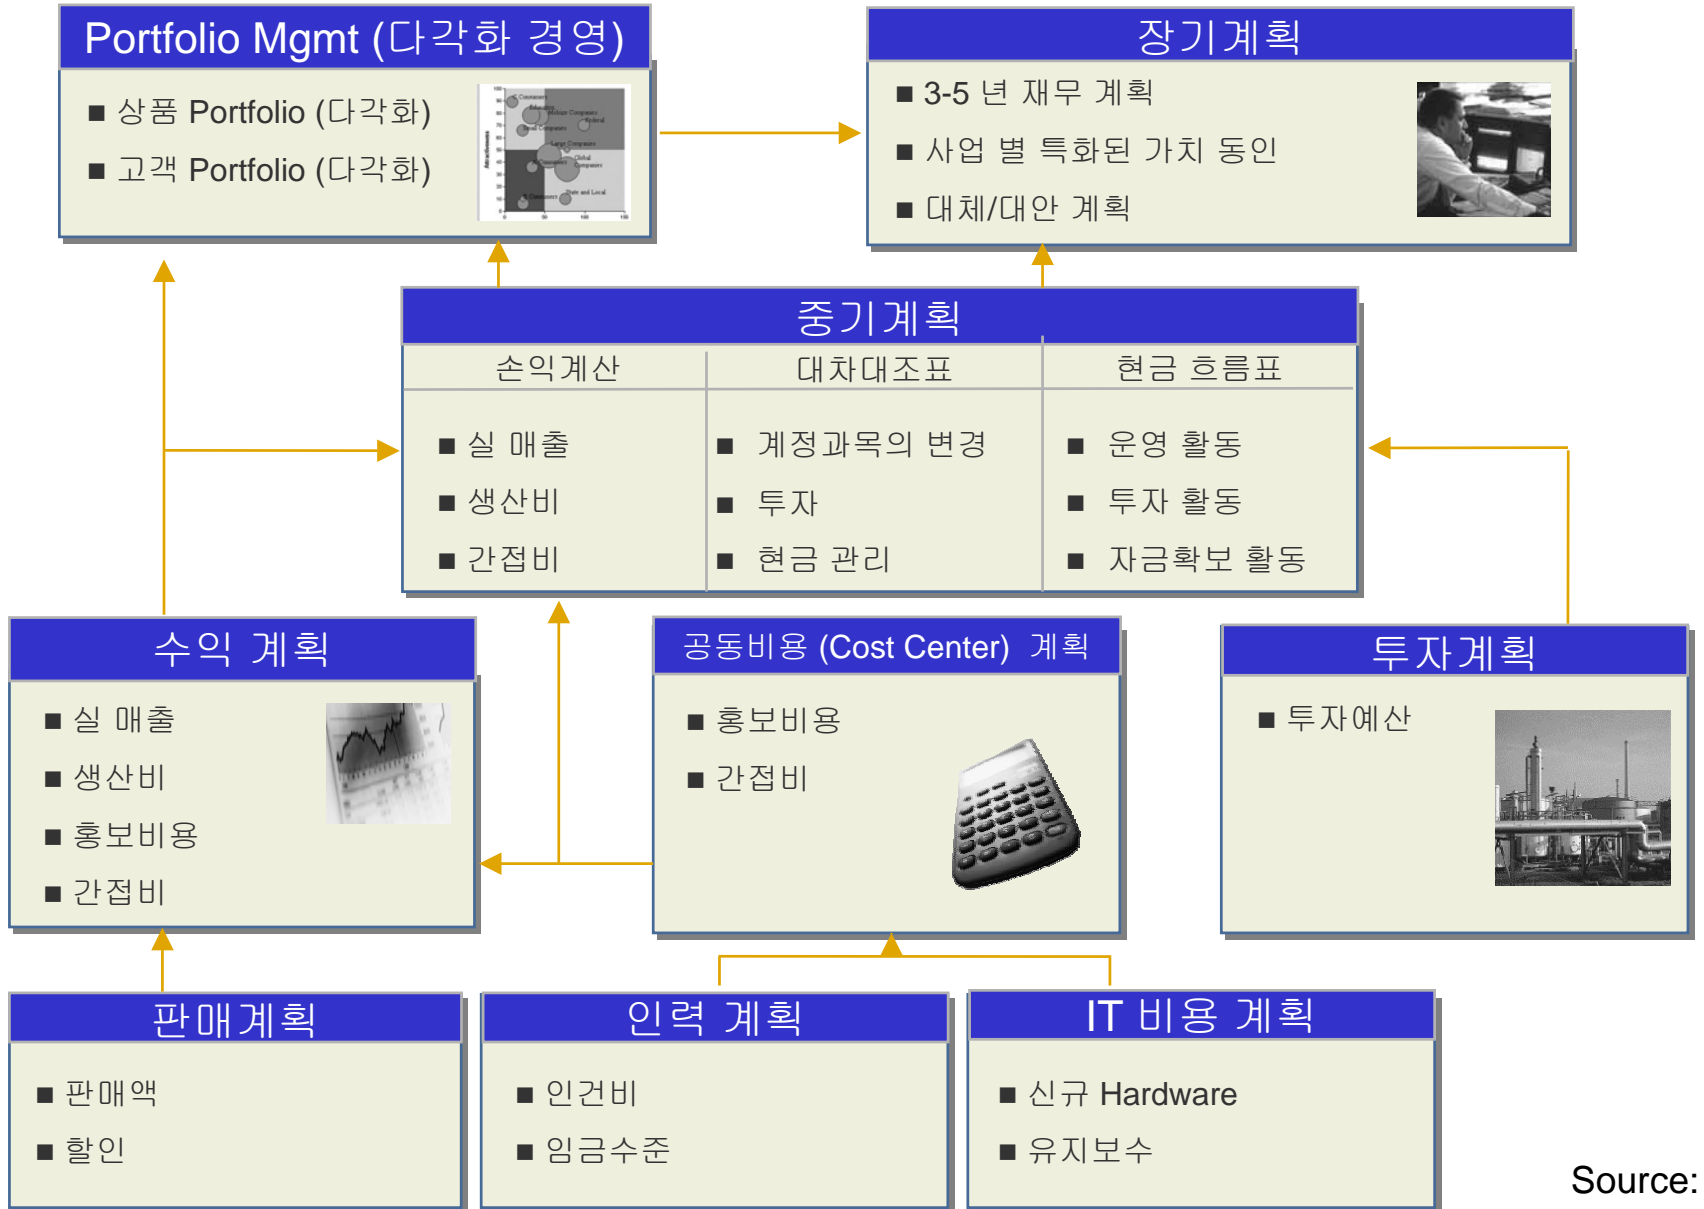 Portfolio Mgmt (다각화 경영)
■ 상품 Portfolio (다각화)
■ 고객 Portfolio (다각화)
Attractiveness
Large Companies
Global
Companies
State and Local
Federal
장기계획
■ 3-5 년 재무 계획
■ 사업 별 특화된 가치 동인
■ 대체/대안 계획
중기계획
손익계산
대차대조표
현금 흐름표
■ 실 매출
■ 계정과목의 변경
■ 운영 활동
■ 생산비
■ 투자
■ 투자 활동
■ 간접비
■ 현금 관리
■ 자금확보 활동
수익 계획
■ 실 매출
■ 생산비
■ 홍보비용
■ 간접비
공동비용 (Cost Center) 계획
■ 홍보비용
■ 간접비
투자계획
■ 투자예산
판매계획
■ 판매액
■ 할인
인력 계획
■ 인건비
■ 임금수준
IT 비용 계획
■ 신규 Hardware
■ 유지보수
Source: